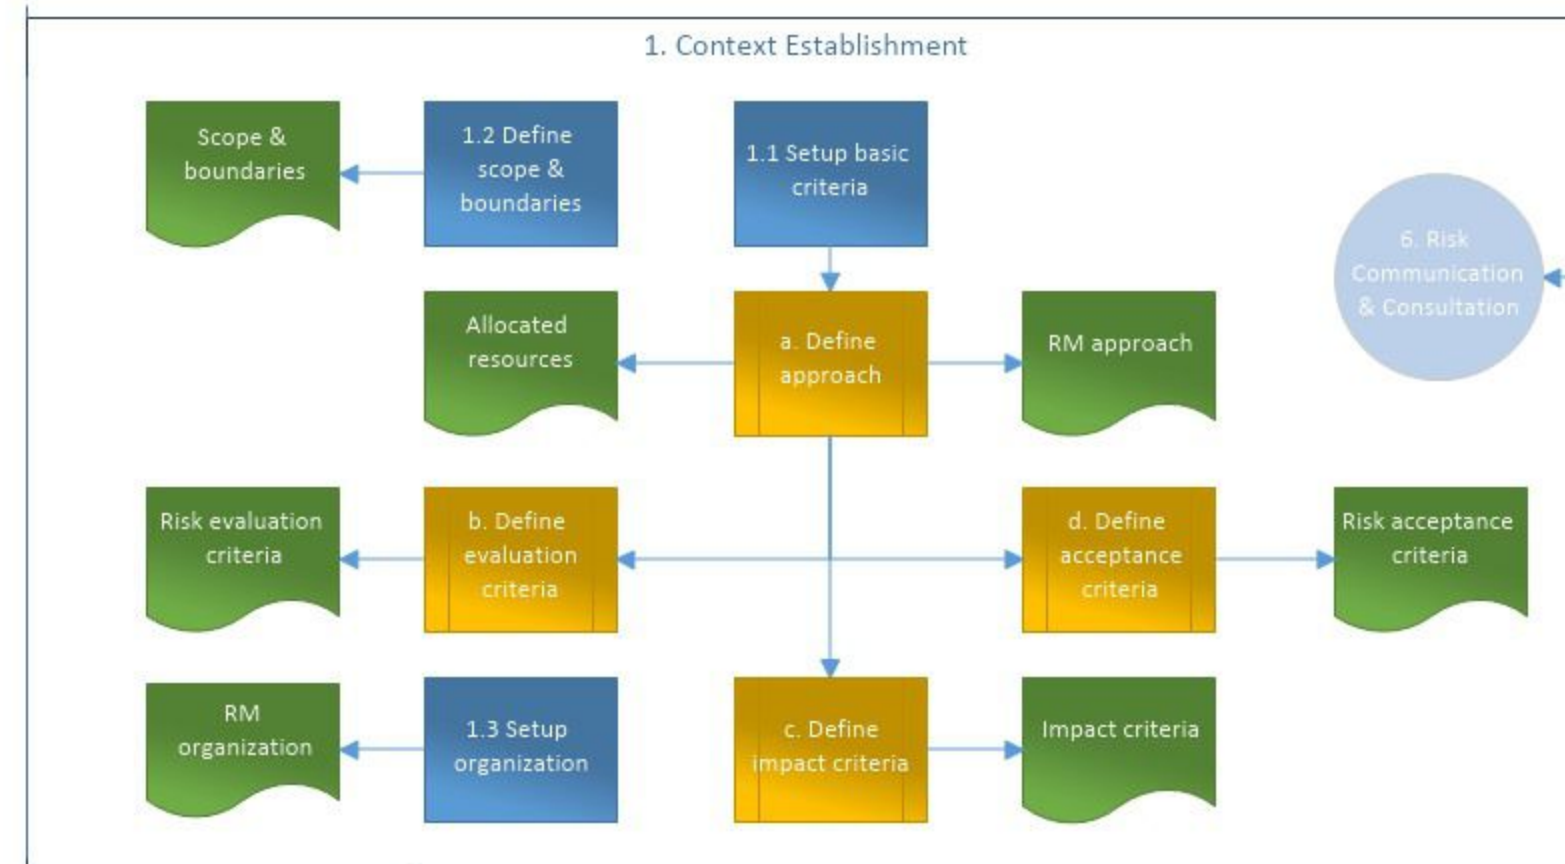 1. Context Establishment
Scope &
boundaries
1.2 Define
scope &
boundaries
1.1 Setup basic
criteria
6. Risk
Communication
& Consultation
Allocated
resources
a. Define
approach
RM approach
Risk evaluation
criteria
b. Define
evaluation
criteria
d. Define
acceptance
criteria
Risk acceptance
criteria
RM
organization
1.3 Setup
organization
c. Define
impact criteria
Impact criteria